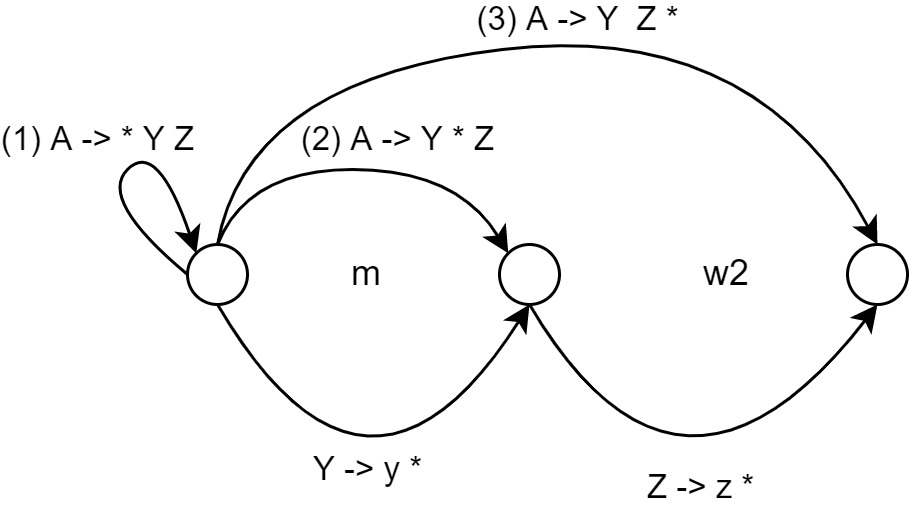 (3) A -> Y Z *
(1) A -> * Y Z
(2) A -> Y * Z
m
w2
Y -> y *
Z -> z *